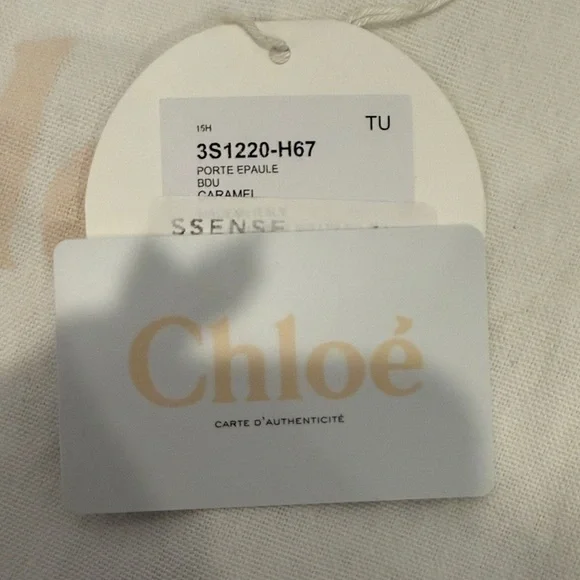 15H
TU
3S1220-H67
PORTE EPAULE
BDU
CARAMEL
SSENSE
Chloé
CARTE D'AUTHENTICITÉ